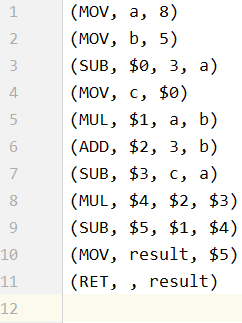 1 (MOV, a, 8)
2 (MOV, b, 5)
3 (SUB, $0, 3, a)
4 (MOV, c, $0)
5 (MUL, $1, a, b)
6 (ADD, $2, 3, b)
7 (SUB, $3, c, a)
8 (MUL, $4, $2, $3)
9 (SUB, $5, $1, $4)
10 (MOV, result, $5)
11 (RET, , result)
12